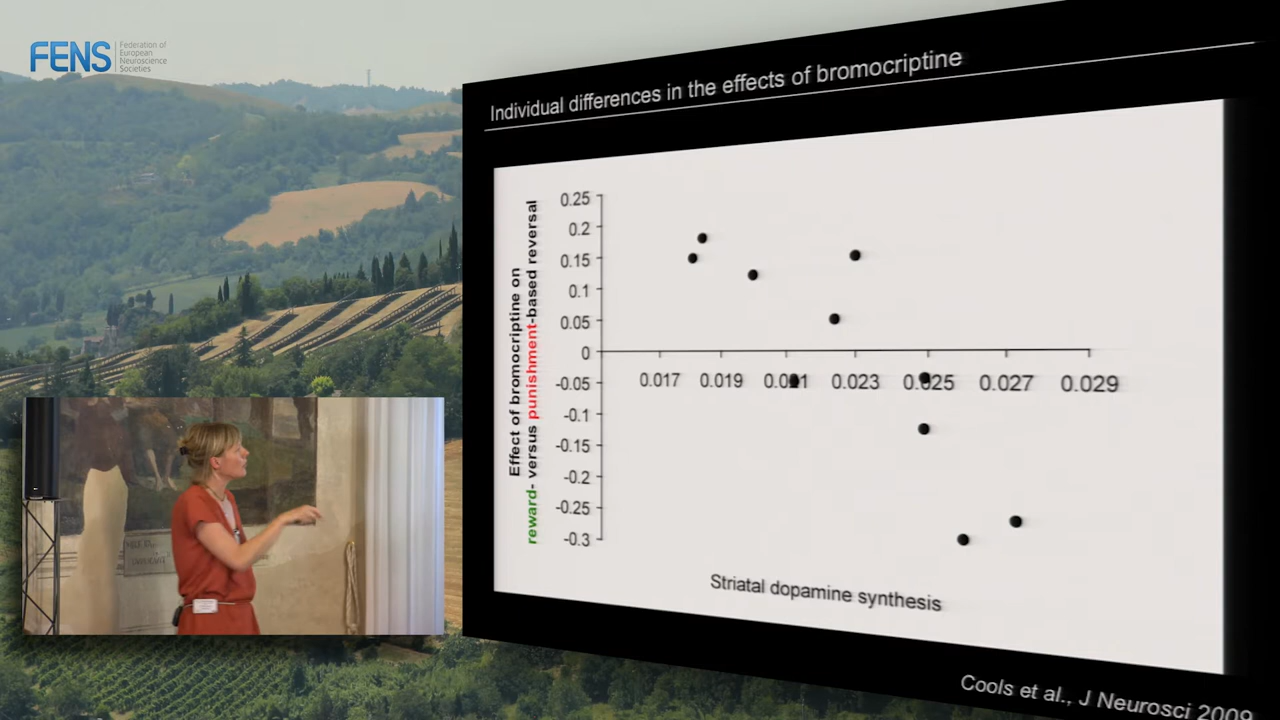 FENS
Federation of
European
Neuroscience
Societies
Individual differences in the effects of bromocriptine
Effect of bromocriptine on
reward- versus punishment-based reversal
0.25
0.2
0.15
0.1
0.05
0
-0.05
-0.1
-0.15
-0.2
-0.25
-0.3
0.017 0.019 0.021 0.023 0.025 0.027 0.029
Striatal dopamine synthesis
Cools et al., J Neurosci 2009